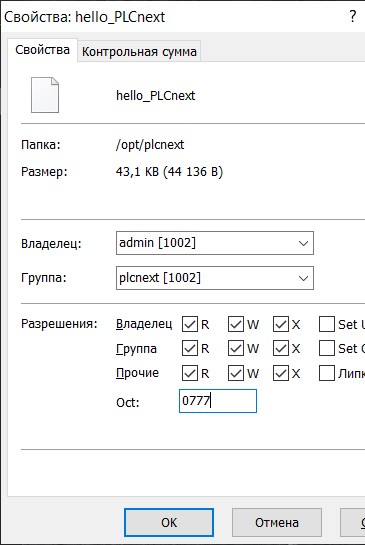 Свойства: hello_PLCnext ?
Свойства Контрольная сумма
hello_PLCnext
Папка: /opt/plcnext
Размер: 43,1 KB (44 136 B)
Владелец: admin [1002]
Группа: plcnext [1002]
Разрешения: Владелец R W X Set U
Группа R W X Set G
Прочие R W X Липк
Oct: 0777
OK Отмена